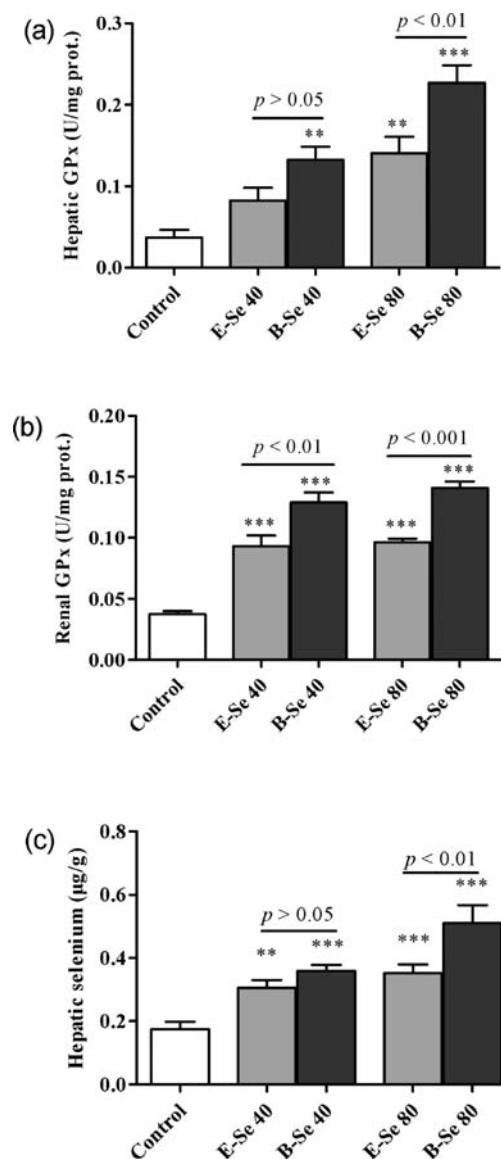 (a)
Hepatic GPx (U/mg prot.)
0.3
0.2
0.1
0.0
p > 0.05
**
p < 0.01
**
***
Control
E-Se 40
B-Se 40
E-Se 80
B-Se 80
(b)
Renal GPx (U/mg prot.)
0.20
0.15
0.10
0.05
0.00
p < 0.01
***
***
p < 0.001
***
***
Control
E-Se 40
B-Se 40
E-Se 80
B-Se 80
(c)
Hepatic selenium (µg/g)
0.8
0.6
0.4
0.2
0.0
p > 0.05
**
***
p < 0.01
***
***
Control
E-Se 40
B-Se 40
E-Se 80
B-Se 80